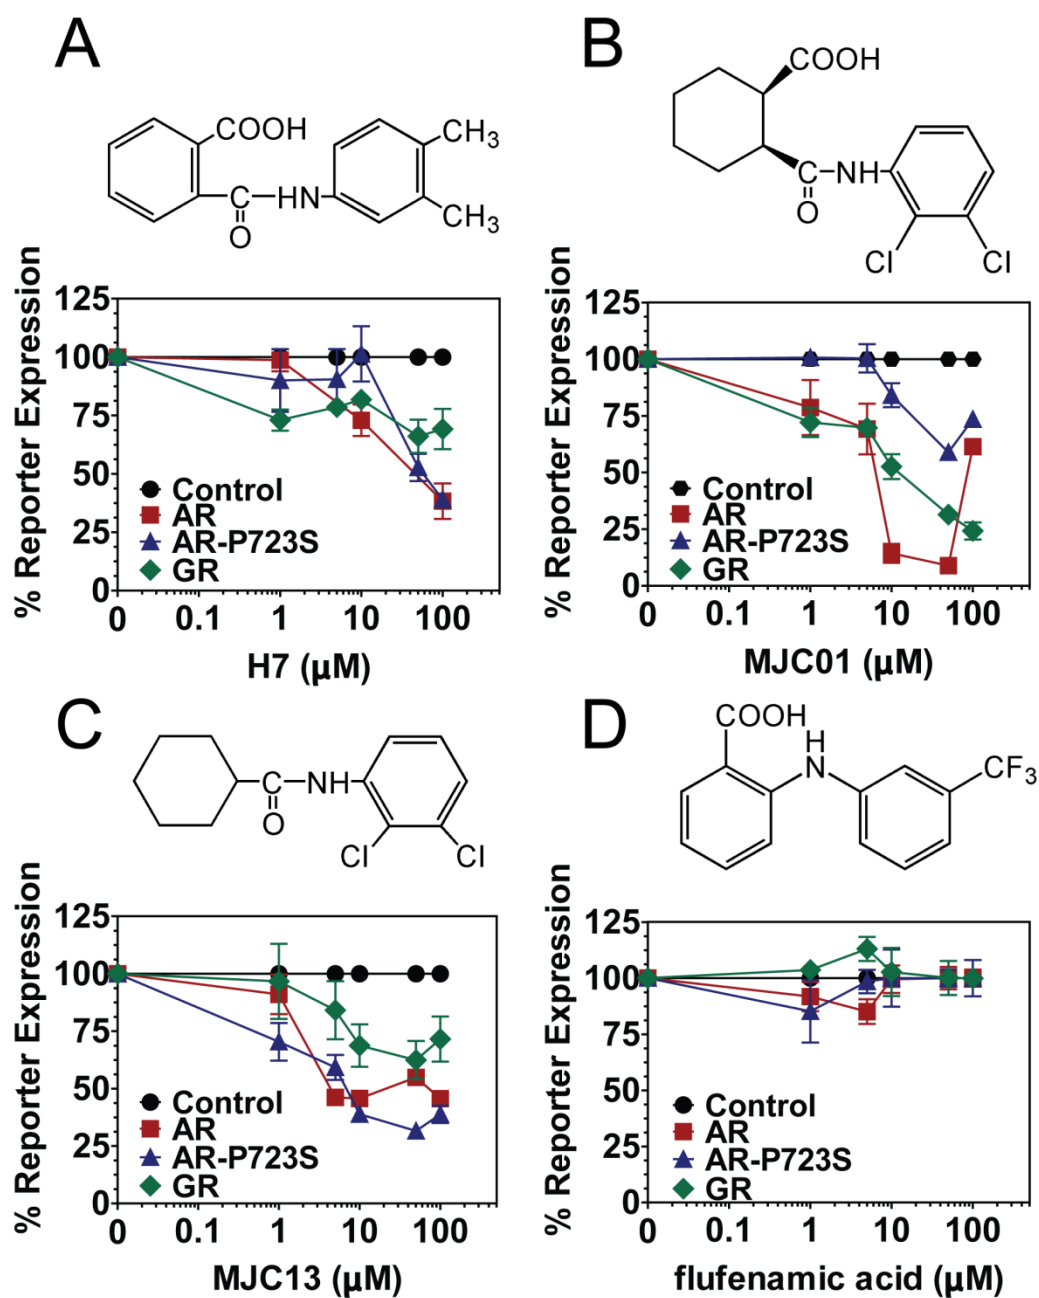 A
COOH
CH3
C
HN
O
CH3
% Reporter Expression
125
100
75
50
25
0
Control
AR
AR-P723S
GR
0
0.1
1
10
100
H7 (μM)
B
COOH
C
NH
O
Cl
Cl
% Reporter Expression
125
100
75
50
25
0
Control
AR
AR-P723S
GR
0
0.1
1
10
100
MJC01 (μM)
C
C
NH
O
Cl
Cl
% Reporter Expression
125
100
75
50
25
0
Control
AR
AR-P723S
GR
0
0.1
1
10
100
MJC13 (μM)
D
COOH
H
N
CF3
% Reporter Expression
125
100
75
50
25
0
Control
AR
AR-P723S
GR
0
0.1
1
10
100
flufenamic acid (μM)